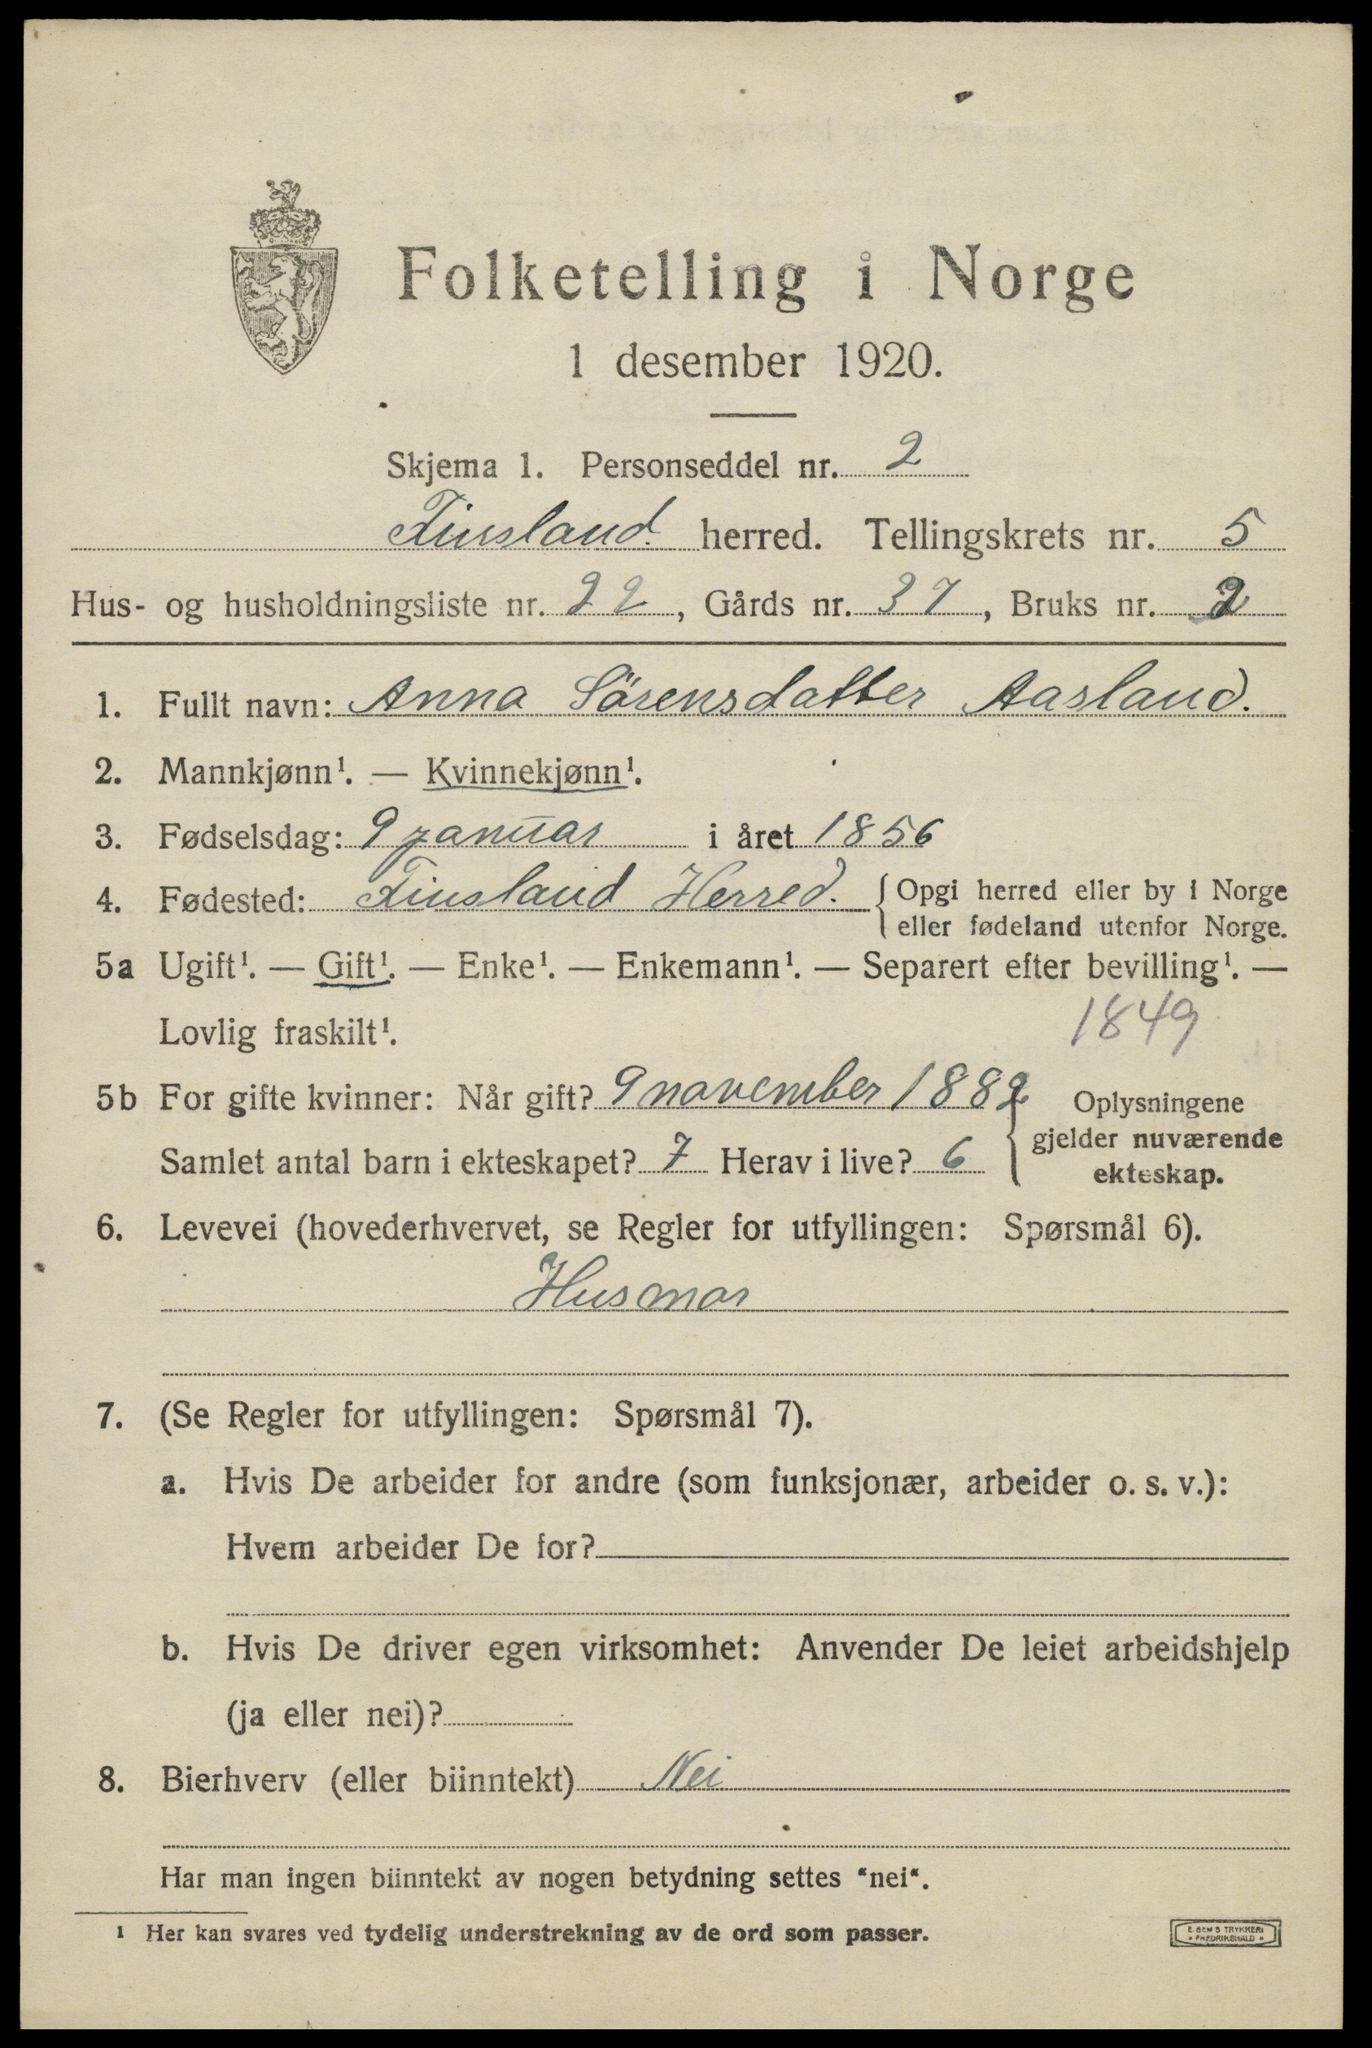 Folketelling i Norge
1 desember 1920.
Skjema 1. Personseddel nr. 2
Finsland. herred. Tellingskrets nr. 5
Hus- og husholdningsliste nr. 22, Gårds nr. 37, Bruks nr. 2
1. Fullt navn: Anna Sörensdatter Aasland.
2. Mannkjønn¹. — Kvinnekjønn¹.
3. Fødselsdag: 9 januar i året 1856
4. Fødested: Finsland Herred. { Opgi herred eller by i Norge
eller fødeland utenfor Norge.
5a Ugift¹. — Gift¹. — Enke¹. — Enkemann¹. — Separert efter bevilling¹. —
Lovlig fraskilt¹. 1849
5b For gifte kvinner: Når gift? 9 november 1882 { Oplysningene
gjelder nuværende
Samlet antal barn i ekteskapet? 7 Herav i live? 6
ekteskap.
6. Levevei (hovederhvervet, se Regler for utfyllingen: Spørsmål 6).
Husmor
7. (Se Regler for utfyllingen: Spørsmål 7).
a. Hvis De arbeider for andre (som funksjonær, arbeider o. s. v.):
Hvem arbeider De for?
b. Hvis De driver egen virksomhet: Anvender De leiet arbeidshjelp
(ja eller nei)?
8. Bierhverv (eller biinntekt) Nei
Har man ingen biinntekt av nogen betydning settes "nei".
¹ Her kan svares ved tydelig understrekning av de ord som passer.
E. SEMS TRYKKERI
FREDRIKSHALD